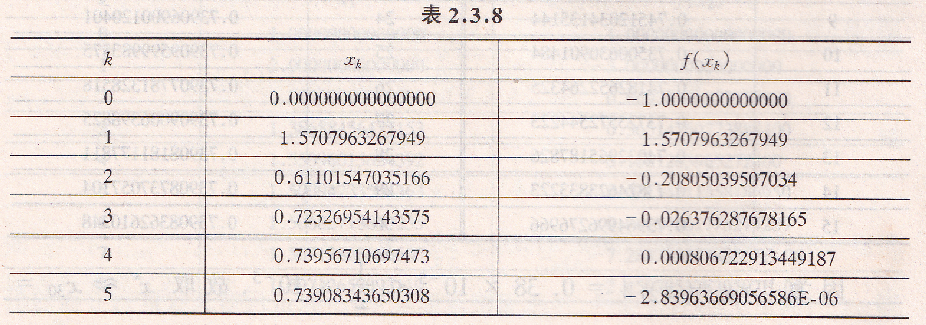 表 2.3.8
k x_k f(x_k)
0 0.000000000000000 －1.0000000000000
1 1.5707963267949 1.5707963267949
2 0.61101547035166 －0.20805039507034
3 0.72326954143575 －0.026376287678165
4 0.73956710697473 0.000806722913449187
5 0.73908343650308 －2.83963669056586E-06